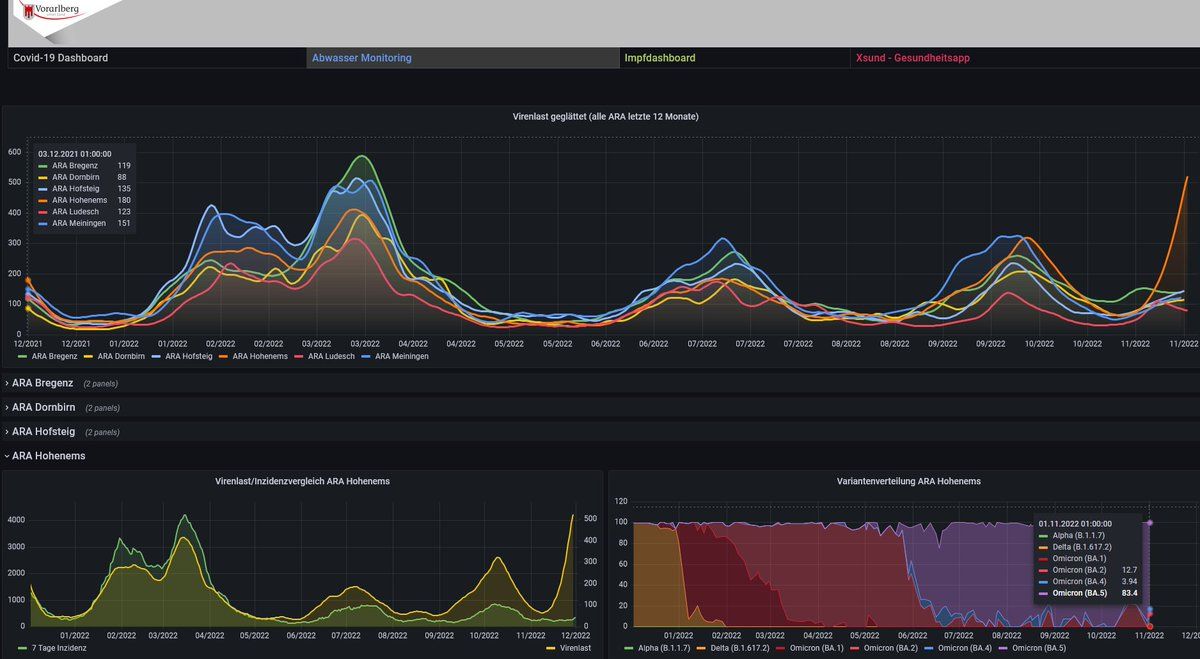 Vorarlberg
Covid-19 Dashboard
Abwasser Monitoring
Impfdashboard
Xsund - Gesundheitsapp
Virenlast geglättet (alle ARA letzte 12 Monate)
600
500
400
300
200
100
0
03.12.2021 01:00:00
ARA Bregenz 119
ARA Dornbirn 88
ARA Hofsteig 135
ARA Hohenems 180
ARA Ludesch 123
ARA Meiningen 151
12/2021 12/2021 01/2022 01/2022 02/2022 02/2022 03/2022 03/2022 04/2022 04/2022 05/2022 05/2022 06/2022 06/2022 07/2022 07/2022 07/2022 08/2022 08/2022 09/2022 09/2022 10/2022 10/2022 11/2022 11/2022
ARA Bregenz ARA Dornbirn ARA Hofsteig ARA Hohenems ARA Ludesch ARA Meiningen
ARA Bregenz (2 panels)
ARA Dornbirn (2 panels)
ARA Hofsteig (2 panels)
ARA Hohenems
Virenlast/Inzidenzvergleich ARA Hohenems
4000
3000
2000
1000
0
500
400
300
200
100
0
01/2022 02/2022 03/2022 04/2022 05/2022 06/2022 07/2022 08/2022 09/2022 10/2022 11/2022 12/2022
7 Tage Inzidenz
Virenlast
Variantenverteilung ARA Hohenems
120
100
80
60
40
20
0
01.11.2022 01:00:00
Alpha (B.1.1.7)
Delta (B.1.617.2)
Omicron (BA.1)
Omicron (BA.2) 12.7
Omicron (BA.4) 3.94
Omicron (BA.5) 83.4
01/2022 02/2022 03/2022 04/2022 05/2022 06/2022 07/2022 08/2022 09/2022 10/2022 11/2022
Alpha (B.1.1.7) Delta (B.1.617.2) Omicron (BA.1) Omicron (BA.2) Omicron (BA.4) Omicron (BA.5)